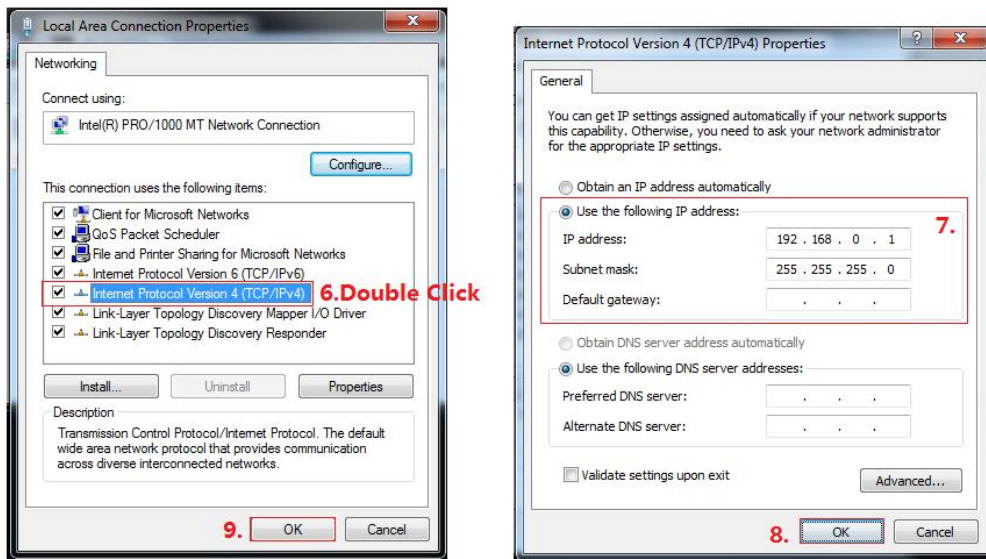 Local Area Connection Properties
Networking
Connect using:
Intel(R) PRO/1000 MT Network Connection
Configure...
This connection uses the following items:
Client for Microsoft Networks
QoS Packet Scheduler
File and Printer Sharing for Microsoft Networks
Internet Protocol Version 6 (TCP/IPv6)
Internet Protocol Version 4 (TCP/IPv4)
6.Double Click
Link-Layer Topology Discovery Mapper I/O Driver
Link-Layer Topology Discovery Responder
Install...
Uninstall
Properties
Description
Transmission Control Protocol/Internet Protocol. The default
wide area network protocol that provides communication
across diverse interconnected networks.
9.
OK
Cancel
Internet Protocol Version 4 (TCP/IPv4) Properties
General
You can get IP settings assigned automatically if your network supports
this capability. Otherwise, you need to ask your network administrator
for the appropriate IP settings.
Obtain an IP address automatically
Use the following IP address:
7.
IP address: 192 . 168 . 0 . 1
Subnet mask: 255 . 255 . 255 . 0
Default gateway: . . .
Obtain DNS server address automatically
Use the following DNS server addresses:
Preferred DNS server: . . .
Alternate DNS server: . . .
Validate settings upon exit
Advanced...
8.
OK
Cancel